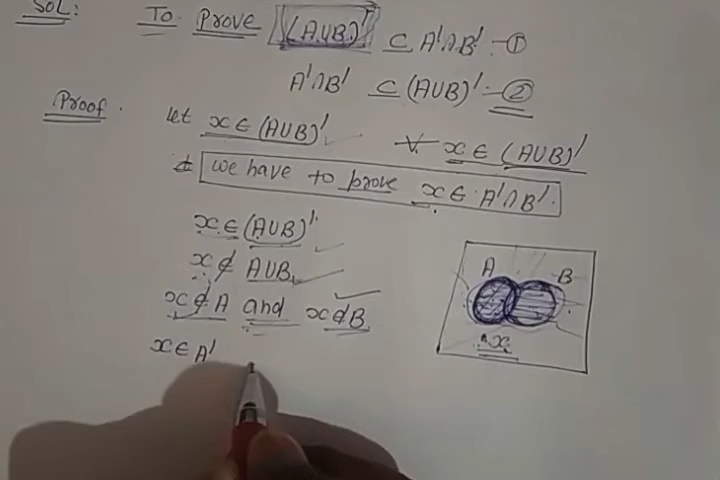 Sol: To Prove (A∪B)' ⊂ A'∩B' - ①
A'∩B' ⊂ (A∪B)' - ②
Proof. let x ∈ (A∪B)' ∀ x ∈ (A∪B)'
we have to prove x ∈ A'∩B'.
x ∈ (A∪B)'
x ∉ A∪B
x ∉ A and x ∉ B
x ∈ A'
A B
x